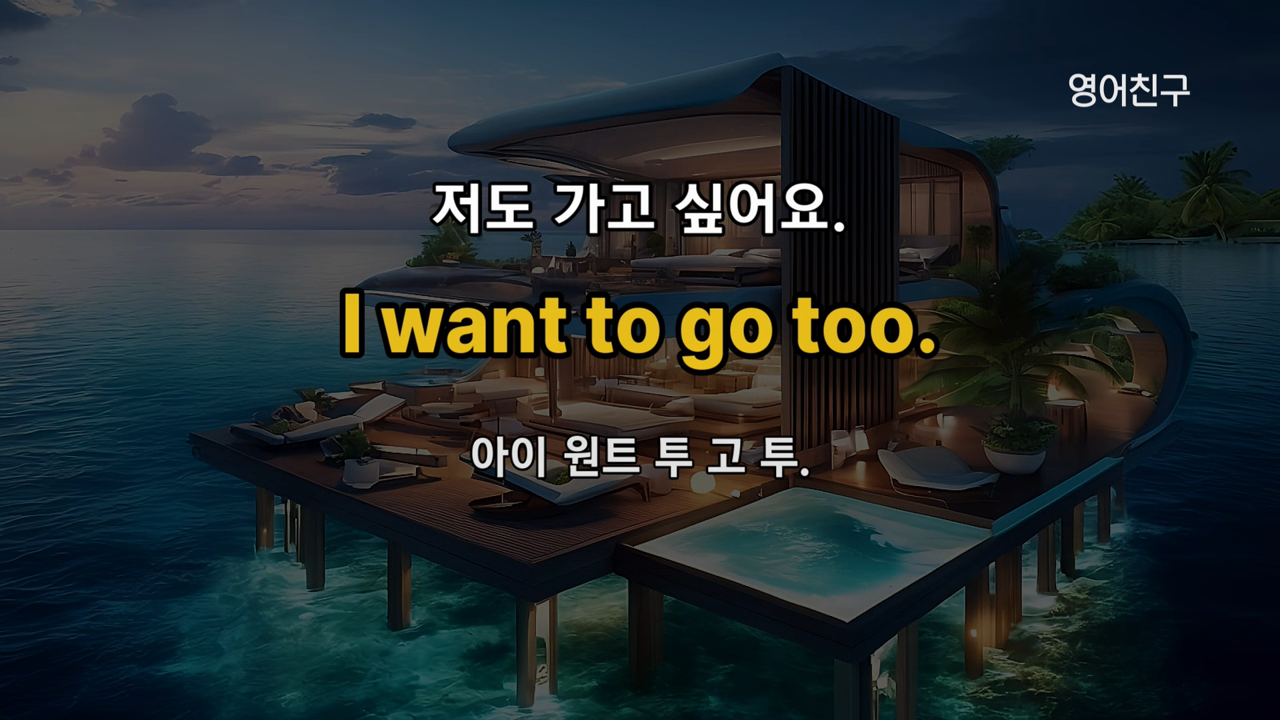 영어친구
저도 가고 싶어요.
I want to go too.
아이 원트 투 고 투.